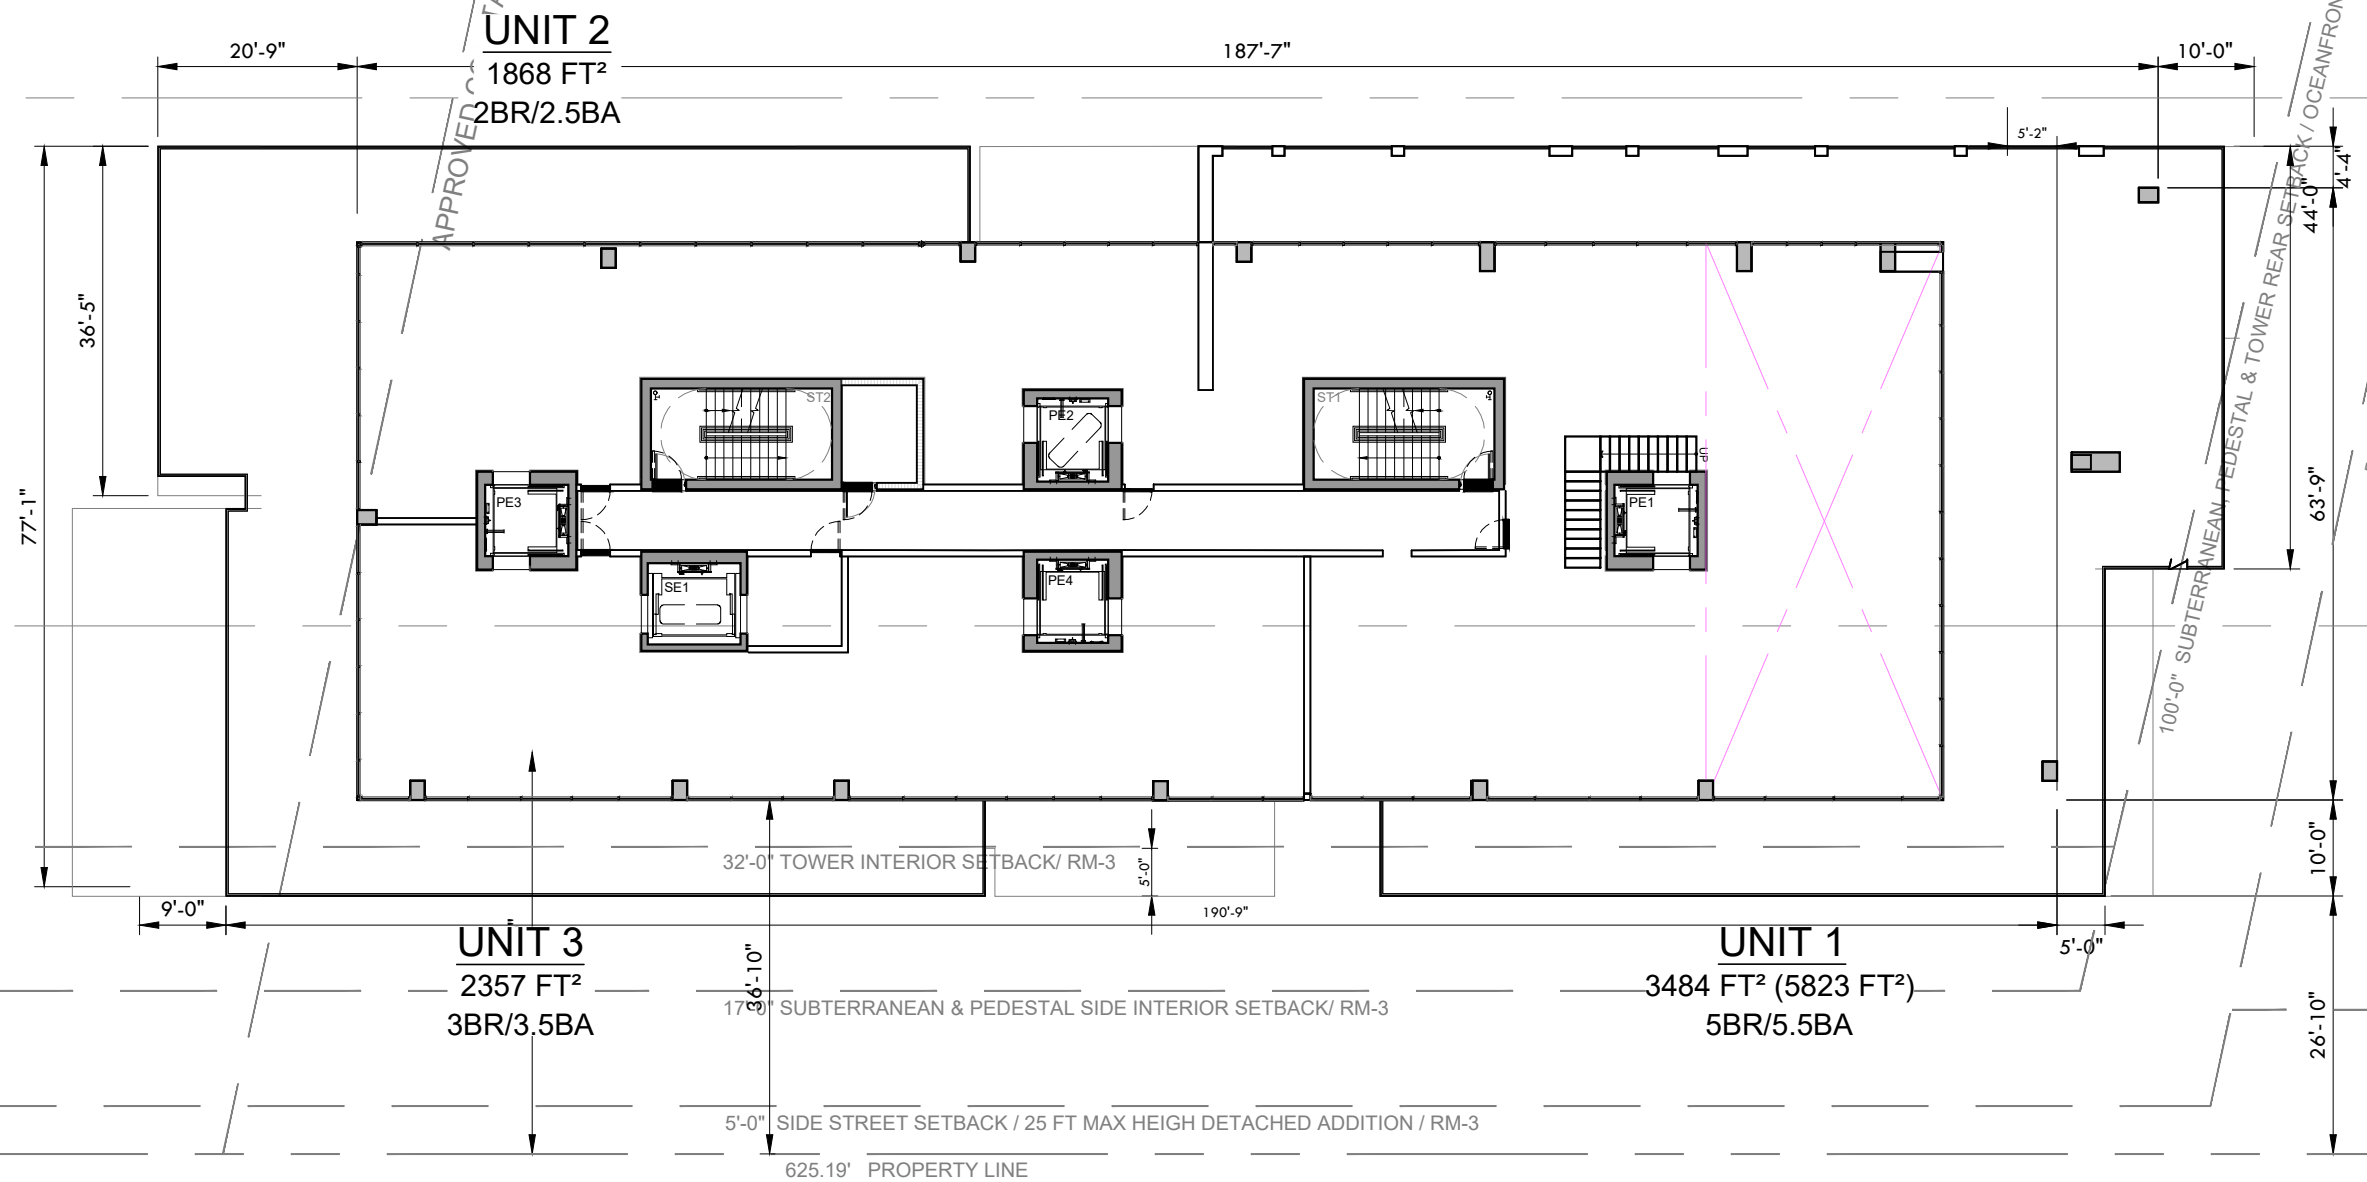 UNIT 2
1868 FT²
2BR/2.5BA
20'-9"
187'-7"
10'-0"
5'-2"
4'-4"
44'-0"
36'-5"
77'-1"
63'-9"
APPROVED
100'-0" SUBTERRANEAN, PEDESTAL & TOWER REAR SETBACK / OCEANFRON
ST2
PE2
ST1
UP
PE3
PE1
SE1
PE4
32'-0" TOWER INTERIOR SETBACK/ RM-3
5'-0"
10'-0"
9'-0"
190'-9"
5'-0"
UNIT 3
2357 FT²
3BR/3.5BA
36'-10"
UNIT 1
3484 FT² (5823 FT²)
5BR/5.5BA
26'-10"
17'-0" SUBTERRANEAN & PEDESTAL SIDE INTERIOR SETBACK/ RM-3
5'-0" SIDE STREET SETBACK / 25 FT MAX HEIGH DETACHED ADDITION / RM-3
625.19' PROPERTY LINE